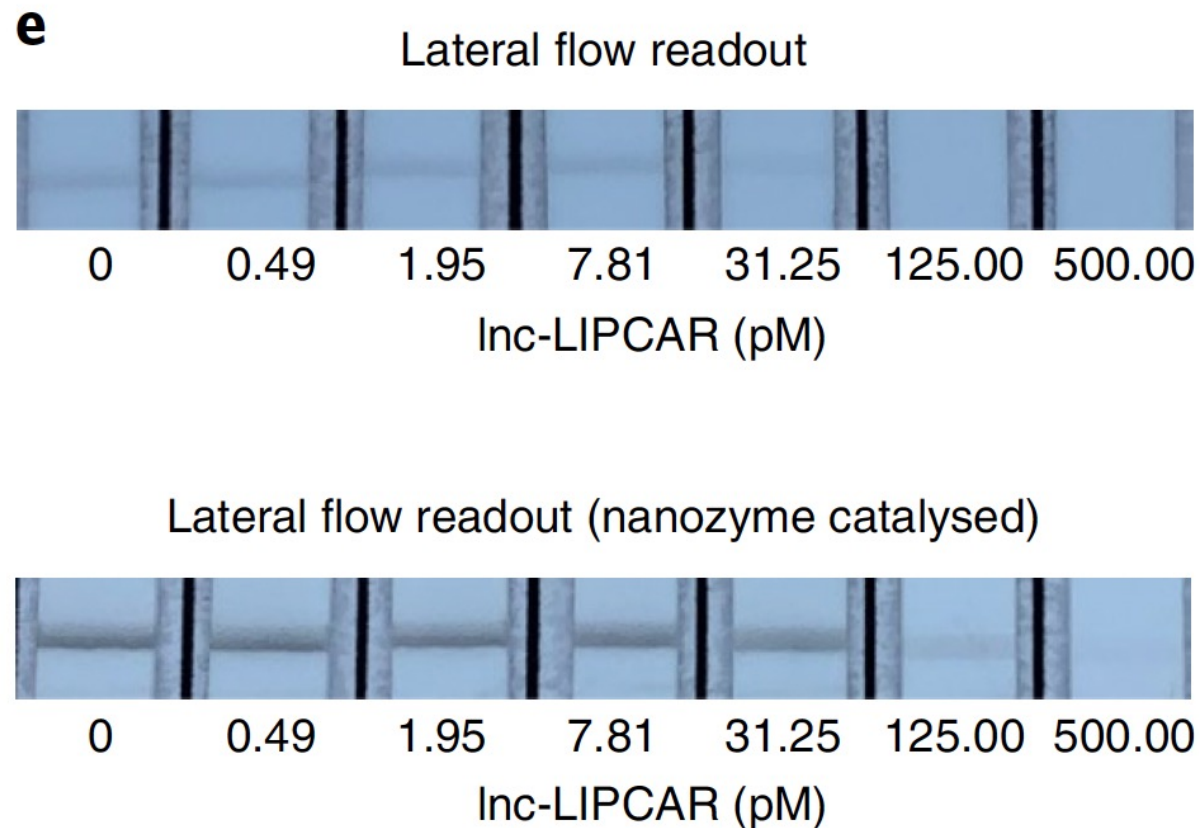 e
Lateral flow readout
0 0.49 1.95 7.81 31.25 125.00 500.00
lnc-LIPCAR (pM)
Lateral flow readout (nanozyme catalysed)
0 0.49 1.95 7.81 31.25 125.00 500.00
lnc-LIPCAR (pM)